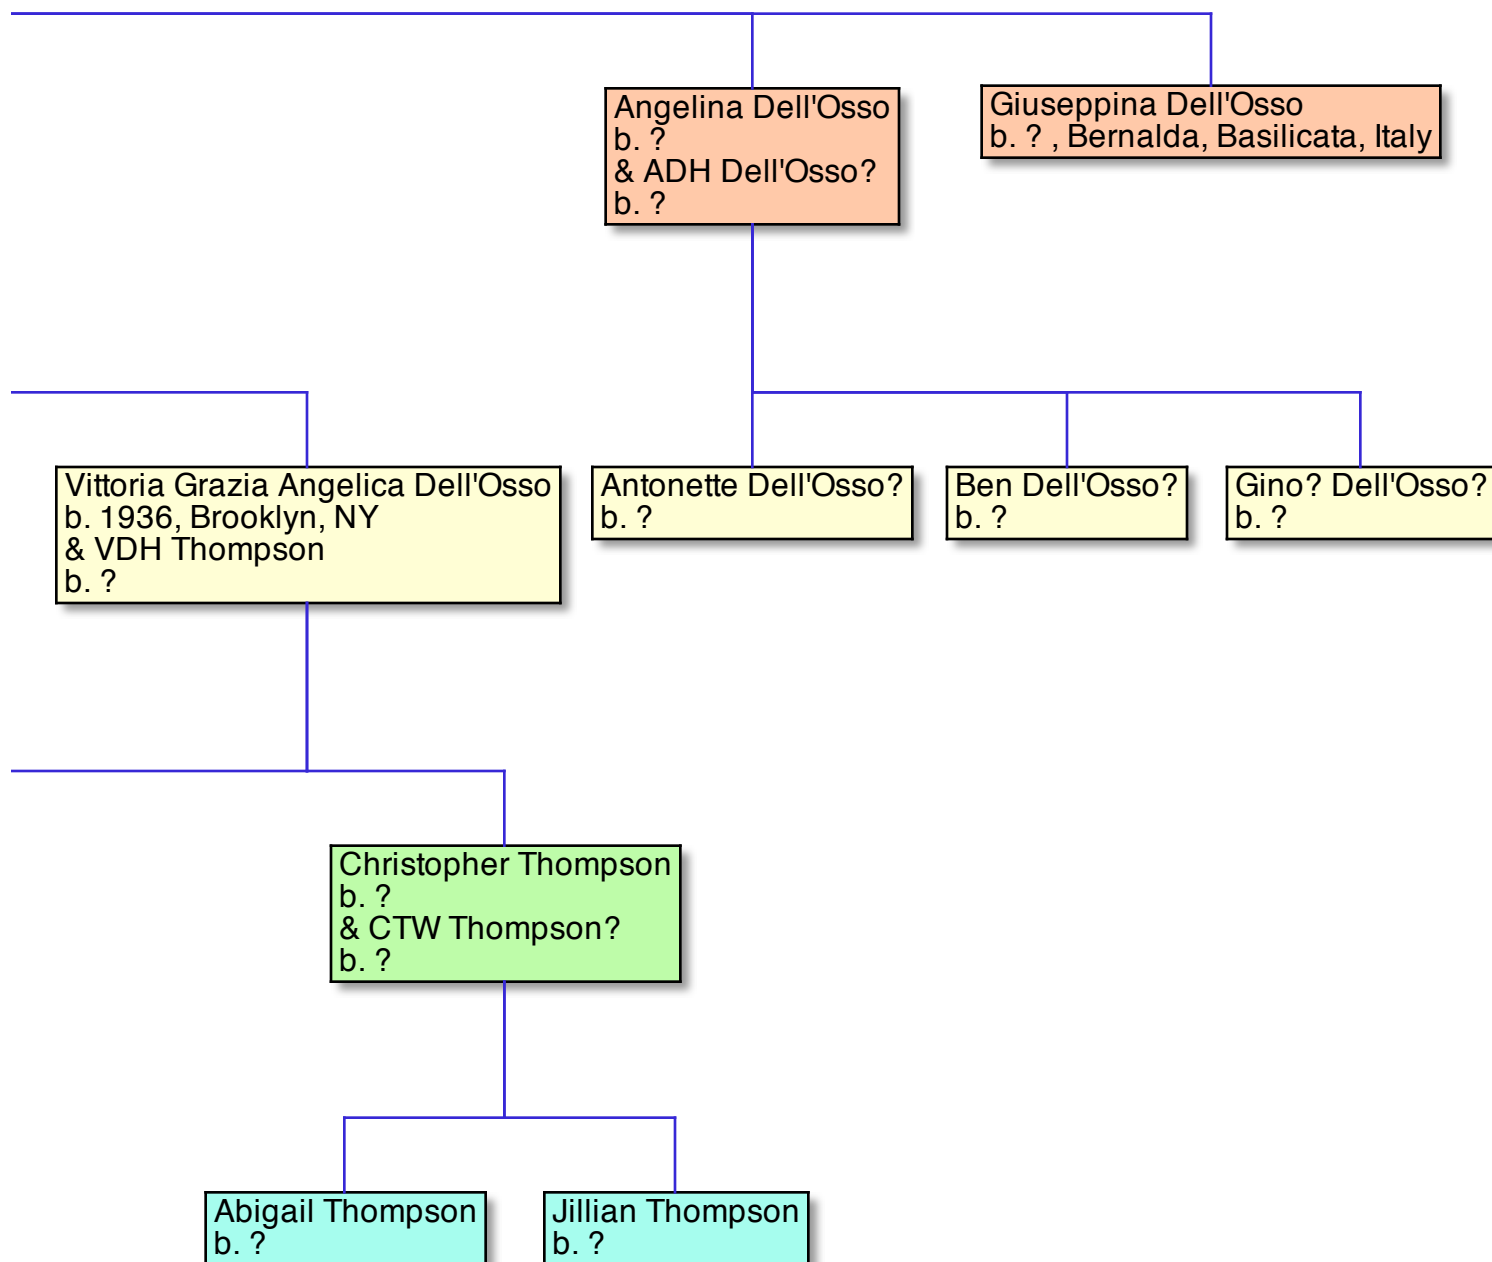 Angelina Dell'Osso
b. ?
& ADH Dell'Osso?
b. ?
Giuseppina Dell'Osso
b. ? , Bernalda, Basilicata, Italy
Vittoria Grazia Angelica Dell'Osso
b. 1936, Brooklyn, NY
& VDH Thompson
b. ?
Antonette Dell'Osso?
b. ?
Ben Dell'Osso?
b. ?
Gino? Dell'Osso?
b. ?
Christopher Thompson
b. ?
& CTW Thompson?
b. ?
Abigail Thompson
b. ?
Jillian Thompson
b. ?